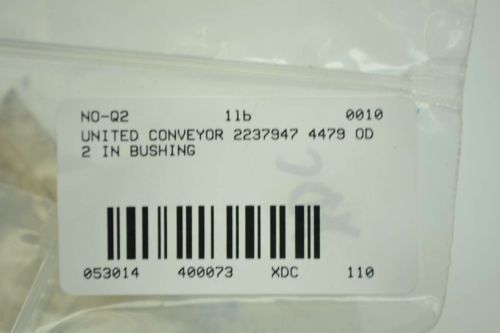 NO-Q2 1lb 0010
UNITED CONVEYOR 2237947 4479 OD
2 IN BUSHING
053014 400073 XDC 110